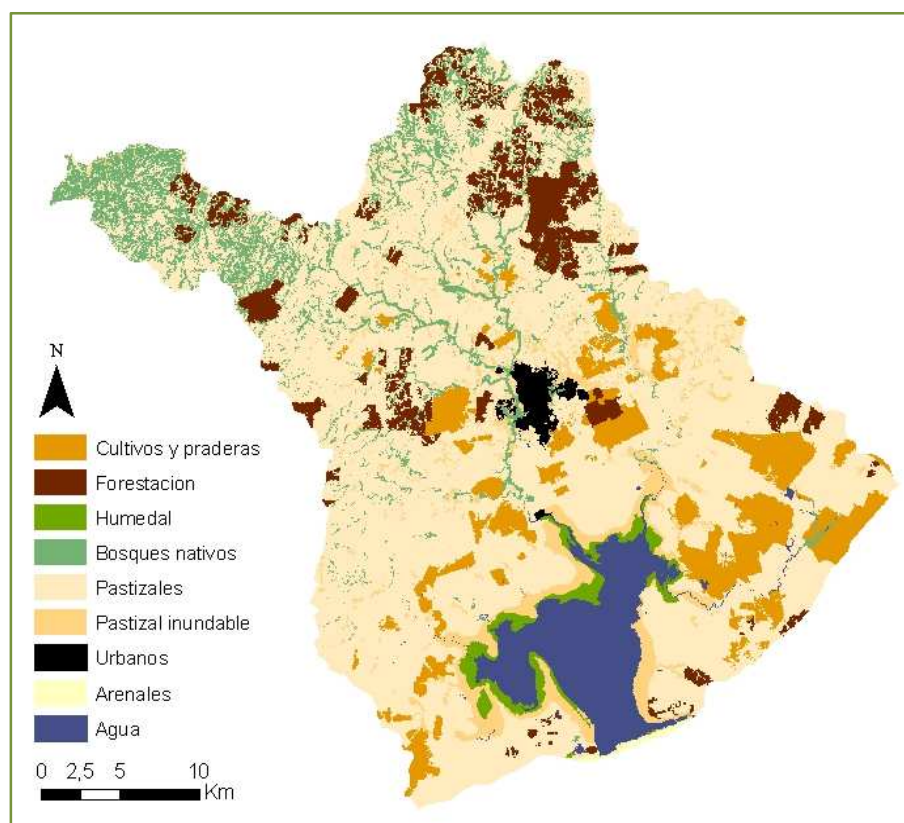 N
Cultivos y praderas
Forestacion
Humedal
Bosques nativos
Pastizales
Pastizal inundable
Urbanos
Arenales
Agua
0 2,5 5 10
Km